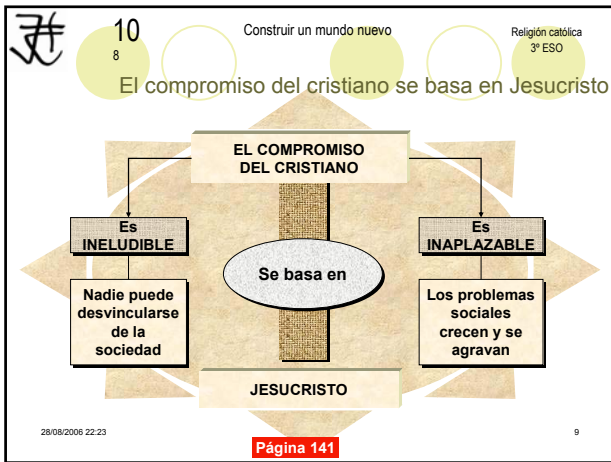 10
8
Construir un mundo nuevo
Religión católica
3º ESO
El compromiso del cristiano se basa en Jesucristo
EL COMPROMISO
DEL CRISTIANO
Es
INELUDIBLE
Es
INAPLAZABLE
Se basa en
Nadie puede
desvincularse
de la
sociedad
Los problemas
sociales
crecen y se
agravan
JESUCRISTO
28/08/2006 22:23
9
Página 141